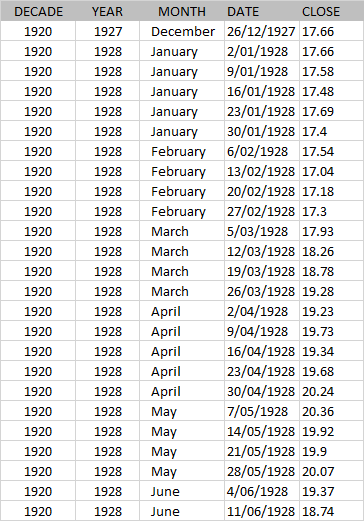 DECADE YEAR MONTH DATE CLOSE
1920 1927 December 26/12/1927 17.66
1920 1928 January 2/01/1928 17.66
1920 1928 January 9/01/1928 17.58
1920 1928 January 16/01/1928 17.48
1920 1928 January 23/01/1928 17.69
1920 1928 January 30/01/1928 17.4
1920 1928 February 6/02/1928 17.54
1920 1928 February 13/02/1928 17.04
1920 1928 February 20/02/1928 17.18
1920 1928 February 27/02/1928 17.3
1920 1928 March 5/03/1928 17.93
1920 1928 March 12/03/1928 18.26
1920 1928 March 19/03/1928 18.78
1920 1928 March 26/03/1928 19.28
1920 1928 April 2/04/1928 19.23
1920 1928 April 9/04/1928 19.73
1920 1928 April 16/04/1928 19.34
1920 1928 April 23/04/1928 19.68
1920 1928 April 30/04/1928 20.24
1920 1928 May 7/05/1928 20.36
1920 1928 May 14/05/1928 19.92
1920 1928 May 21/05/1928 19.9
1920 1928 May 28/05/1928 20.07
1920 1928 June 4/06/1928 19.37
1920 1928 June 11/06/1928 18.74